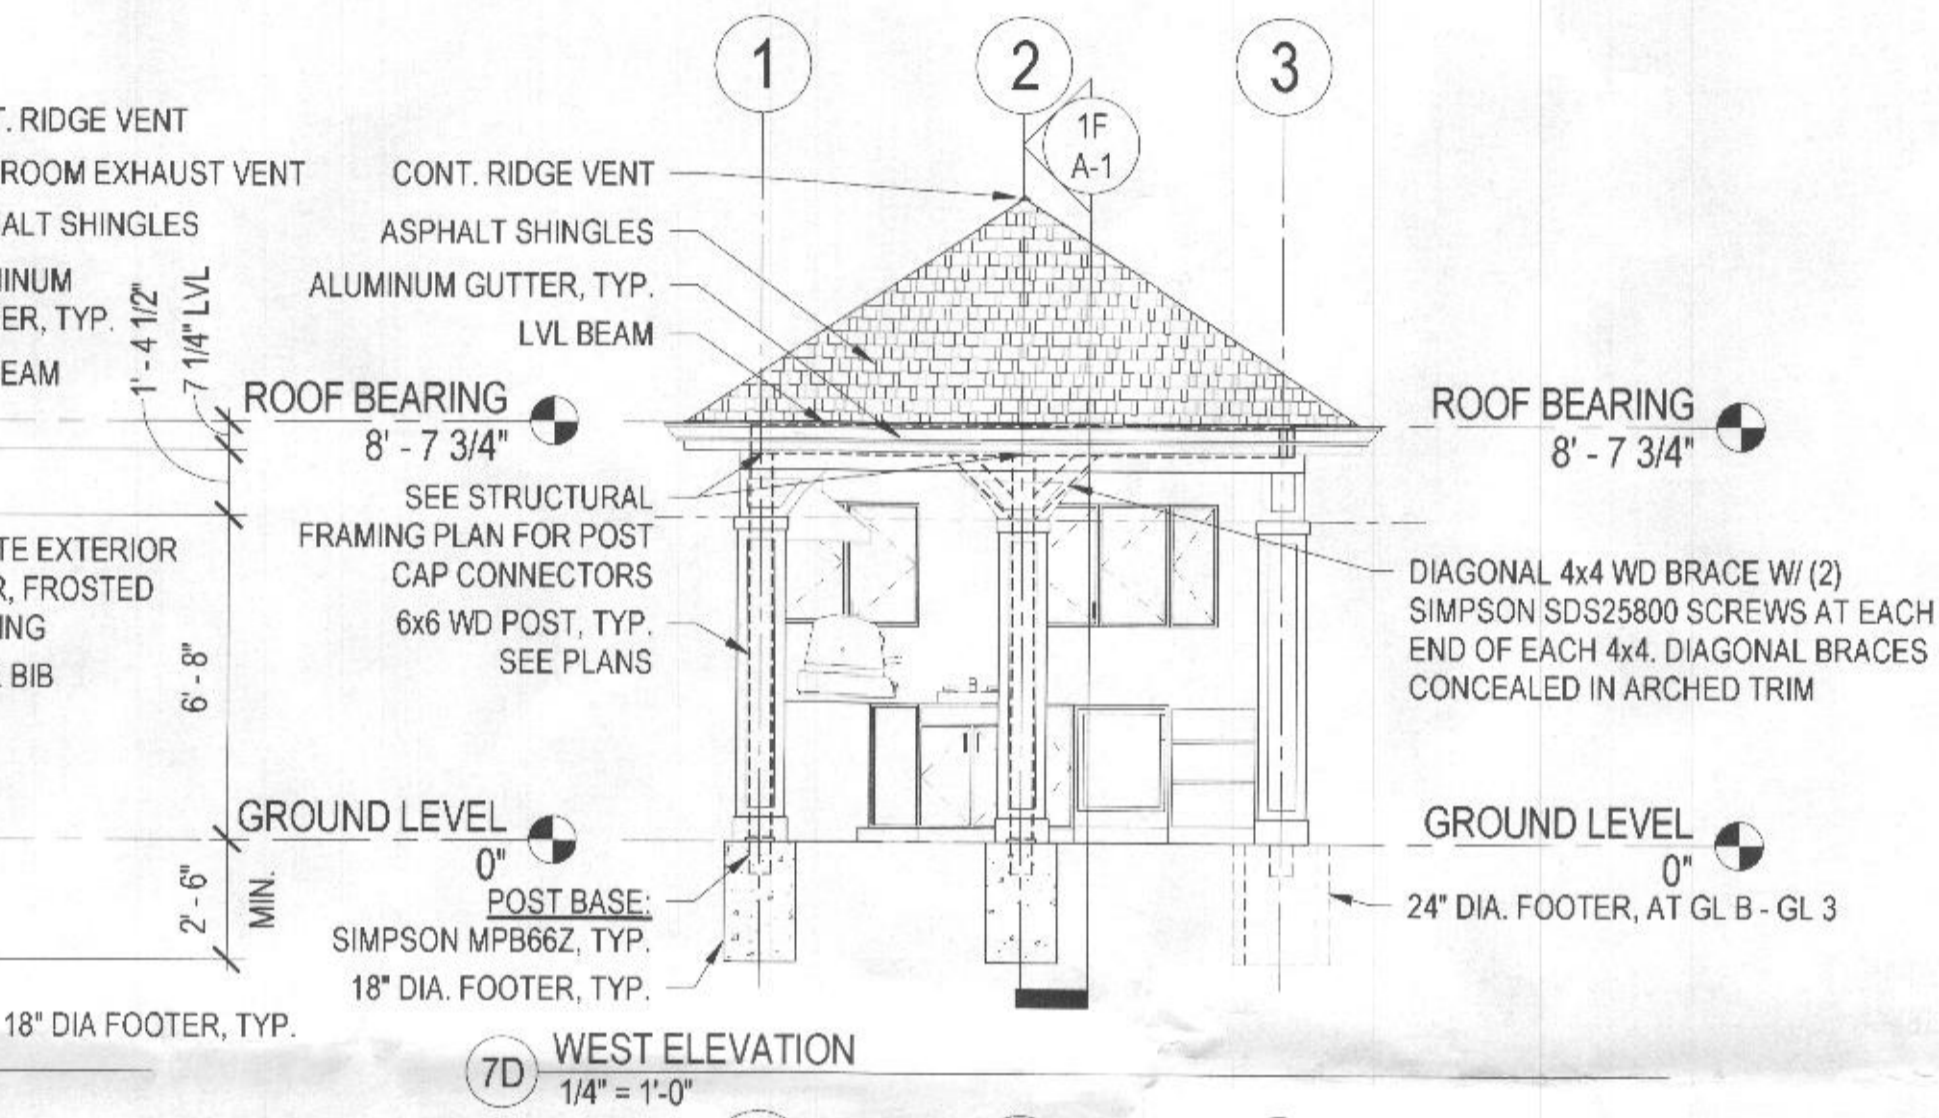 1
2
3
1F
A-1
T. RIDGE VENT
ROOM EXHAUST VENT
ALT SHINGLES
ER, TYP.
EAM
1' - 4 1/2"
7 1/4" LVL
CONT. RIDGE VENT
ASPHALT SHINGLES
ALUMINUM GUTTER, TYP.
LVL BEAM
ROOF BEARING
8' - 7 3/4"
ROOF BEARING
8' - 7 3/4"
SEE STRUCTURAL
FRAMING PLAN FOR POST
CAP CONNECTORS
6x6 WD POST, TYP.
SEE PLANS
TE EXTERIOR
R, FROSTED
BIB
6' - 8"
DIAGONAL 4x4 WD BRACE W/ (2)
SIMPSON SDS25800 SCREWS AT EACH
END OF EACH 4x4. DIAGONAL BRACES
CONCEALED IN ARCHED TRIM
B
GROUND LEVEL
0"
GROUND LEVEL
0"
2' - 6"
MIN.
POST BASE:
SIMPSON MPB66Z, TYP.
18" DIA. FOOTER, TYP.
24" DIA. FOOTER, AT GL B - GL 3
18" DIA FOOTER, TYP.
7D
WEST ELEVATION
1/4" = 1'-0"